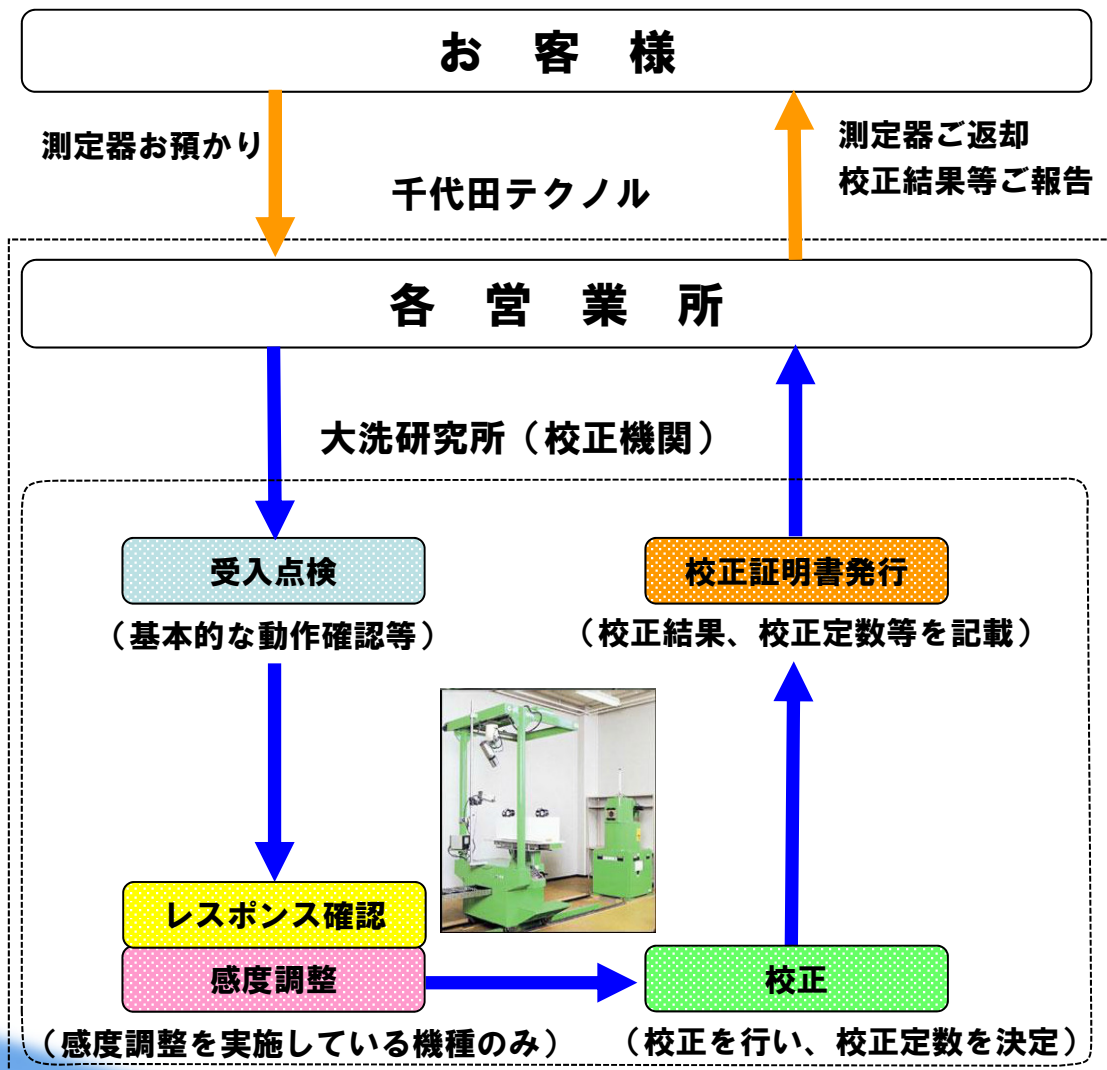 お 客 様
測定器お預かり
測定器ご返却
校正結果等ご報告
千代田テクノル
各 営 業 所
大洗研究所（校正機関）
受入点検
（基本的な動作確認等）
校正証明書発行
（校正結果、校正定数等を記載）
レスポンス確認
感度調整
（感度調整を実施している機種のみ）
校正
（校正を行い、校正定数を決定）